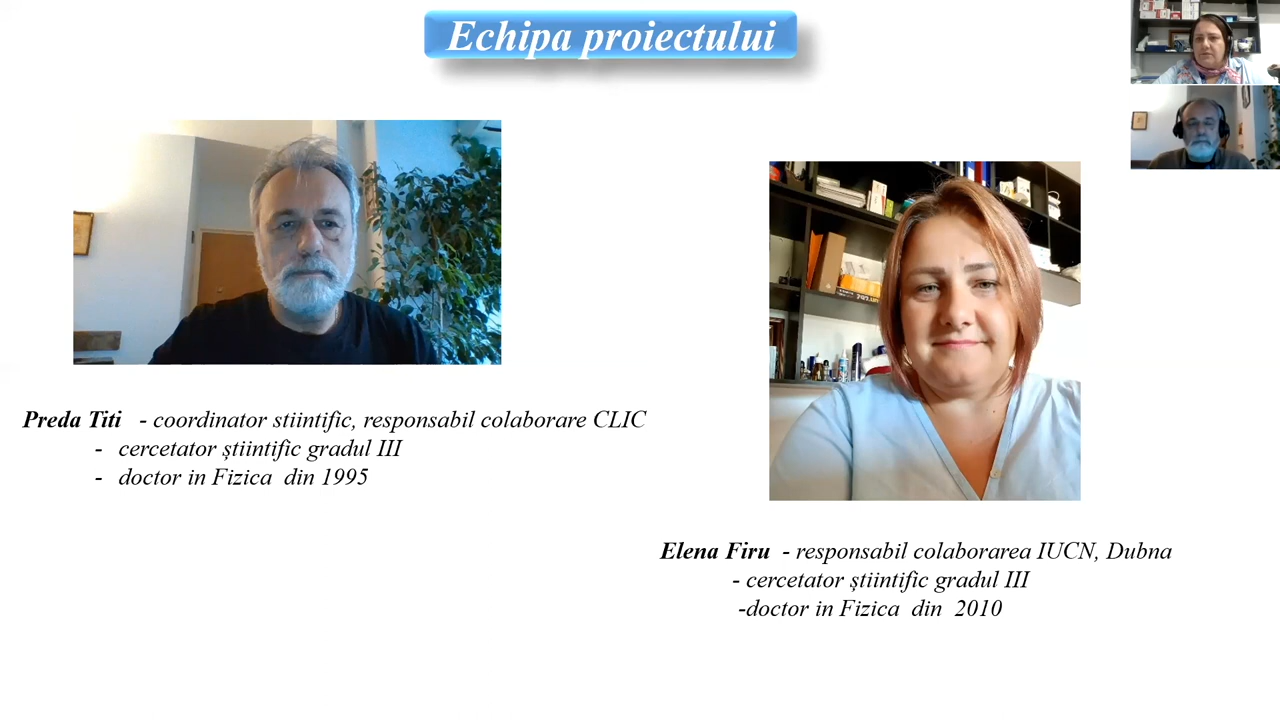 Echipa proiectului
Preda Titi - coordinator stiintific, responsabil colaborare CLIC
- cercetator științific gradul III
- doctor in Fizica din 1995
Elena Firu - responsabil colaborarea IUCN, Dubna
- cercetator științific gradul III
-doctor in Fizica din 2010